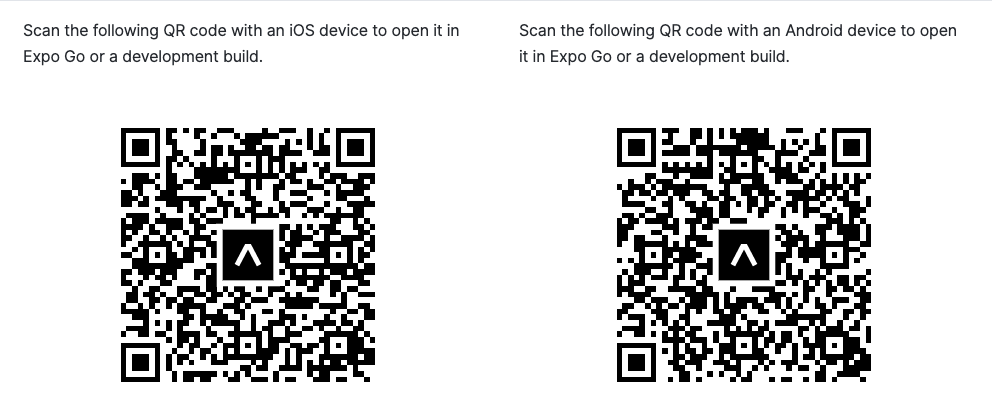 Scan the following QR code with an iOS device to open it in
Expo Go or a development build.
Scan the following QR code with an Android device to open
it in Expo Go or a development build.